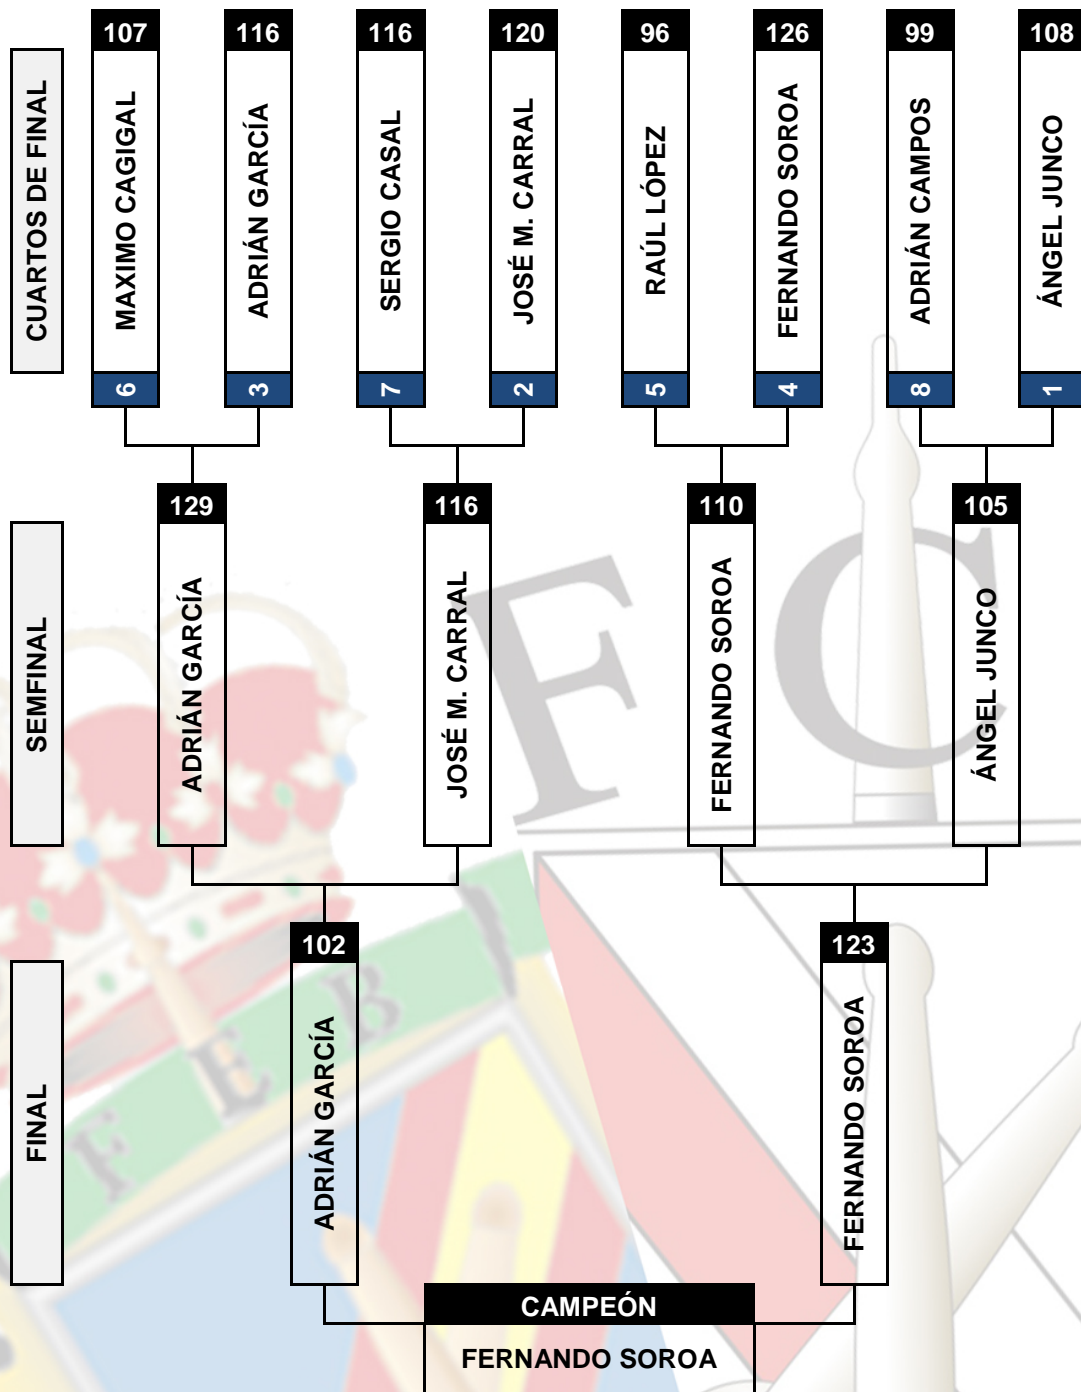 107 116 116 120 96 126 99 108
CUARTOS DE FINAL
MAXIMO CAGIGAL
ADRIÁN GARCÍA
SERGIO CASAL
JOSÉ M. CARRAL
RAÚL LÓPEZ
FERNANDO SOROA
ADRIÁN CAMPOS
ÁNGEL JUNCO
6 3 7 2 5 4 8 1
129 116 110 105
SEMFINAL
ADRIÁN GARCÍA
JOSÉ M. CARRAL
FERNANDO SOROA
ÁNGEL JUNCO
F C
102 123
FINAL
ADRIÁN GARCÍA
FERNANDO SOROA
F E B
CAMPEÓN
FERNANDO SOROA